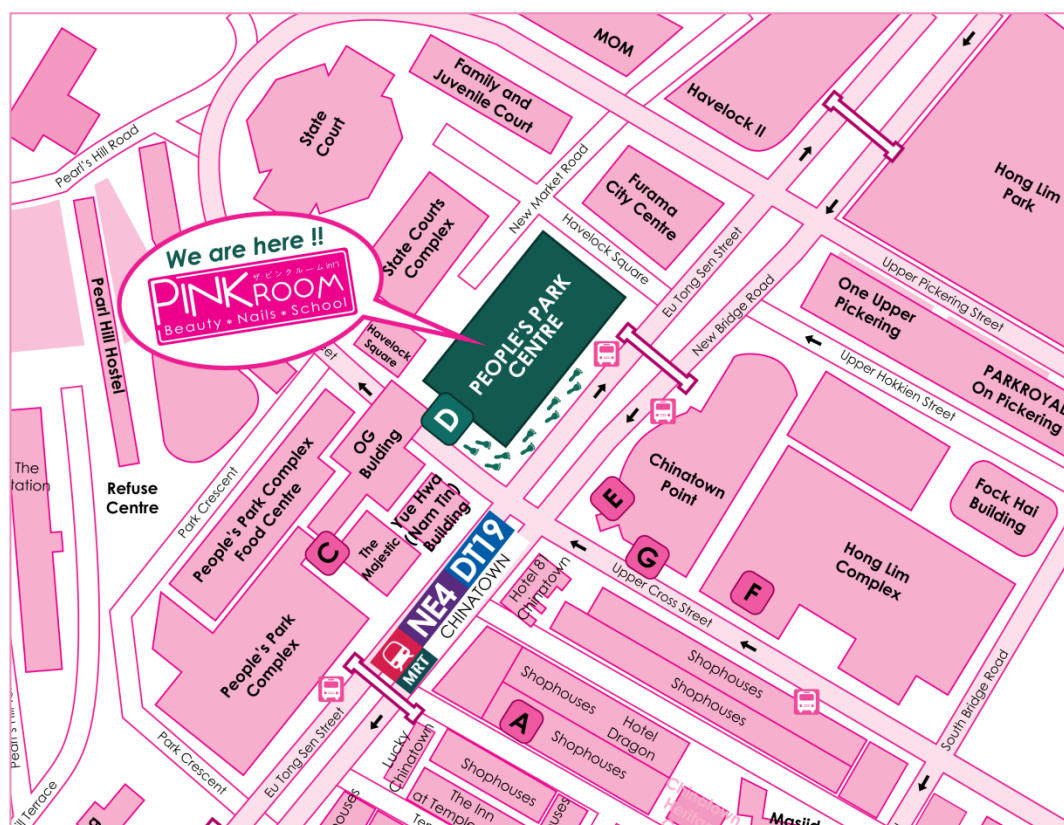 MOM
Family and
Juvenile Court
Havelock II
State
Court
Pearl's Hill Road
New Market Road
Hong Lim
Park
Furama
City Centre
Havelock Square
State Courts
Complex
We are here !!
ザ・ピンクルーム int'l
PINK ROOM
Beauty * Nails * School
Eu Tong Sen Street
New Bridge Road
Upper Pickering Street
One Upper
Pickering
Upper Hokkien Street
PARKROYAL
On Pickering
PEOPLE'S PARK
CENTRE
Havelock
Square
Pearl Hill Hostel
D
OG
Bulding
Chinatown
Point
The
Refuse
Centre
Park Crescent
People's Park Complex
Food Centre
Yue Hwa
(Nam Tin)
Building
E
Fock Hai
Building
C
The
Majestic
NE4 DT19
CHINATOWN
MRT
Hotel 81
Chinatown
G
F
Upper Cross Street
Hong Lim
Complex
People's Park
Complex
Shophouses
Shophouses
South Bridge Road
Shophouses
Hotel
Dragon
Shophouses
A
Park Crescent
Eu Tong Sen Street
Lucky
Chinatown
Shophouses
The Inn
at Temple
Chinatown
Masjid
Terrace